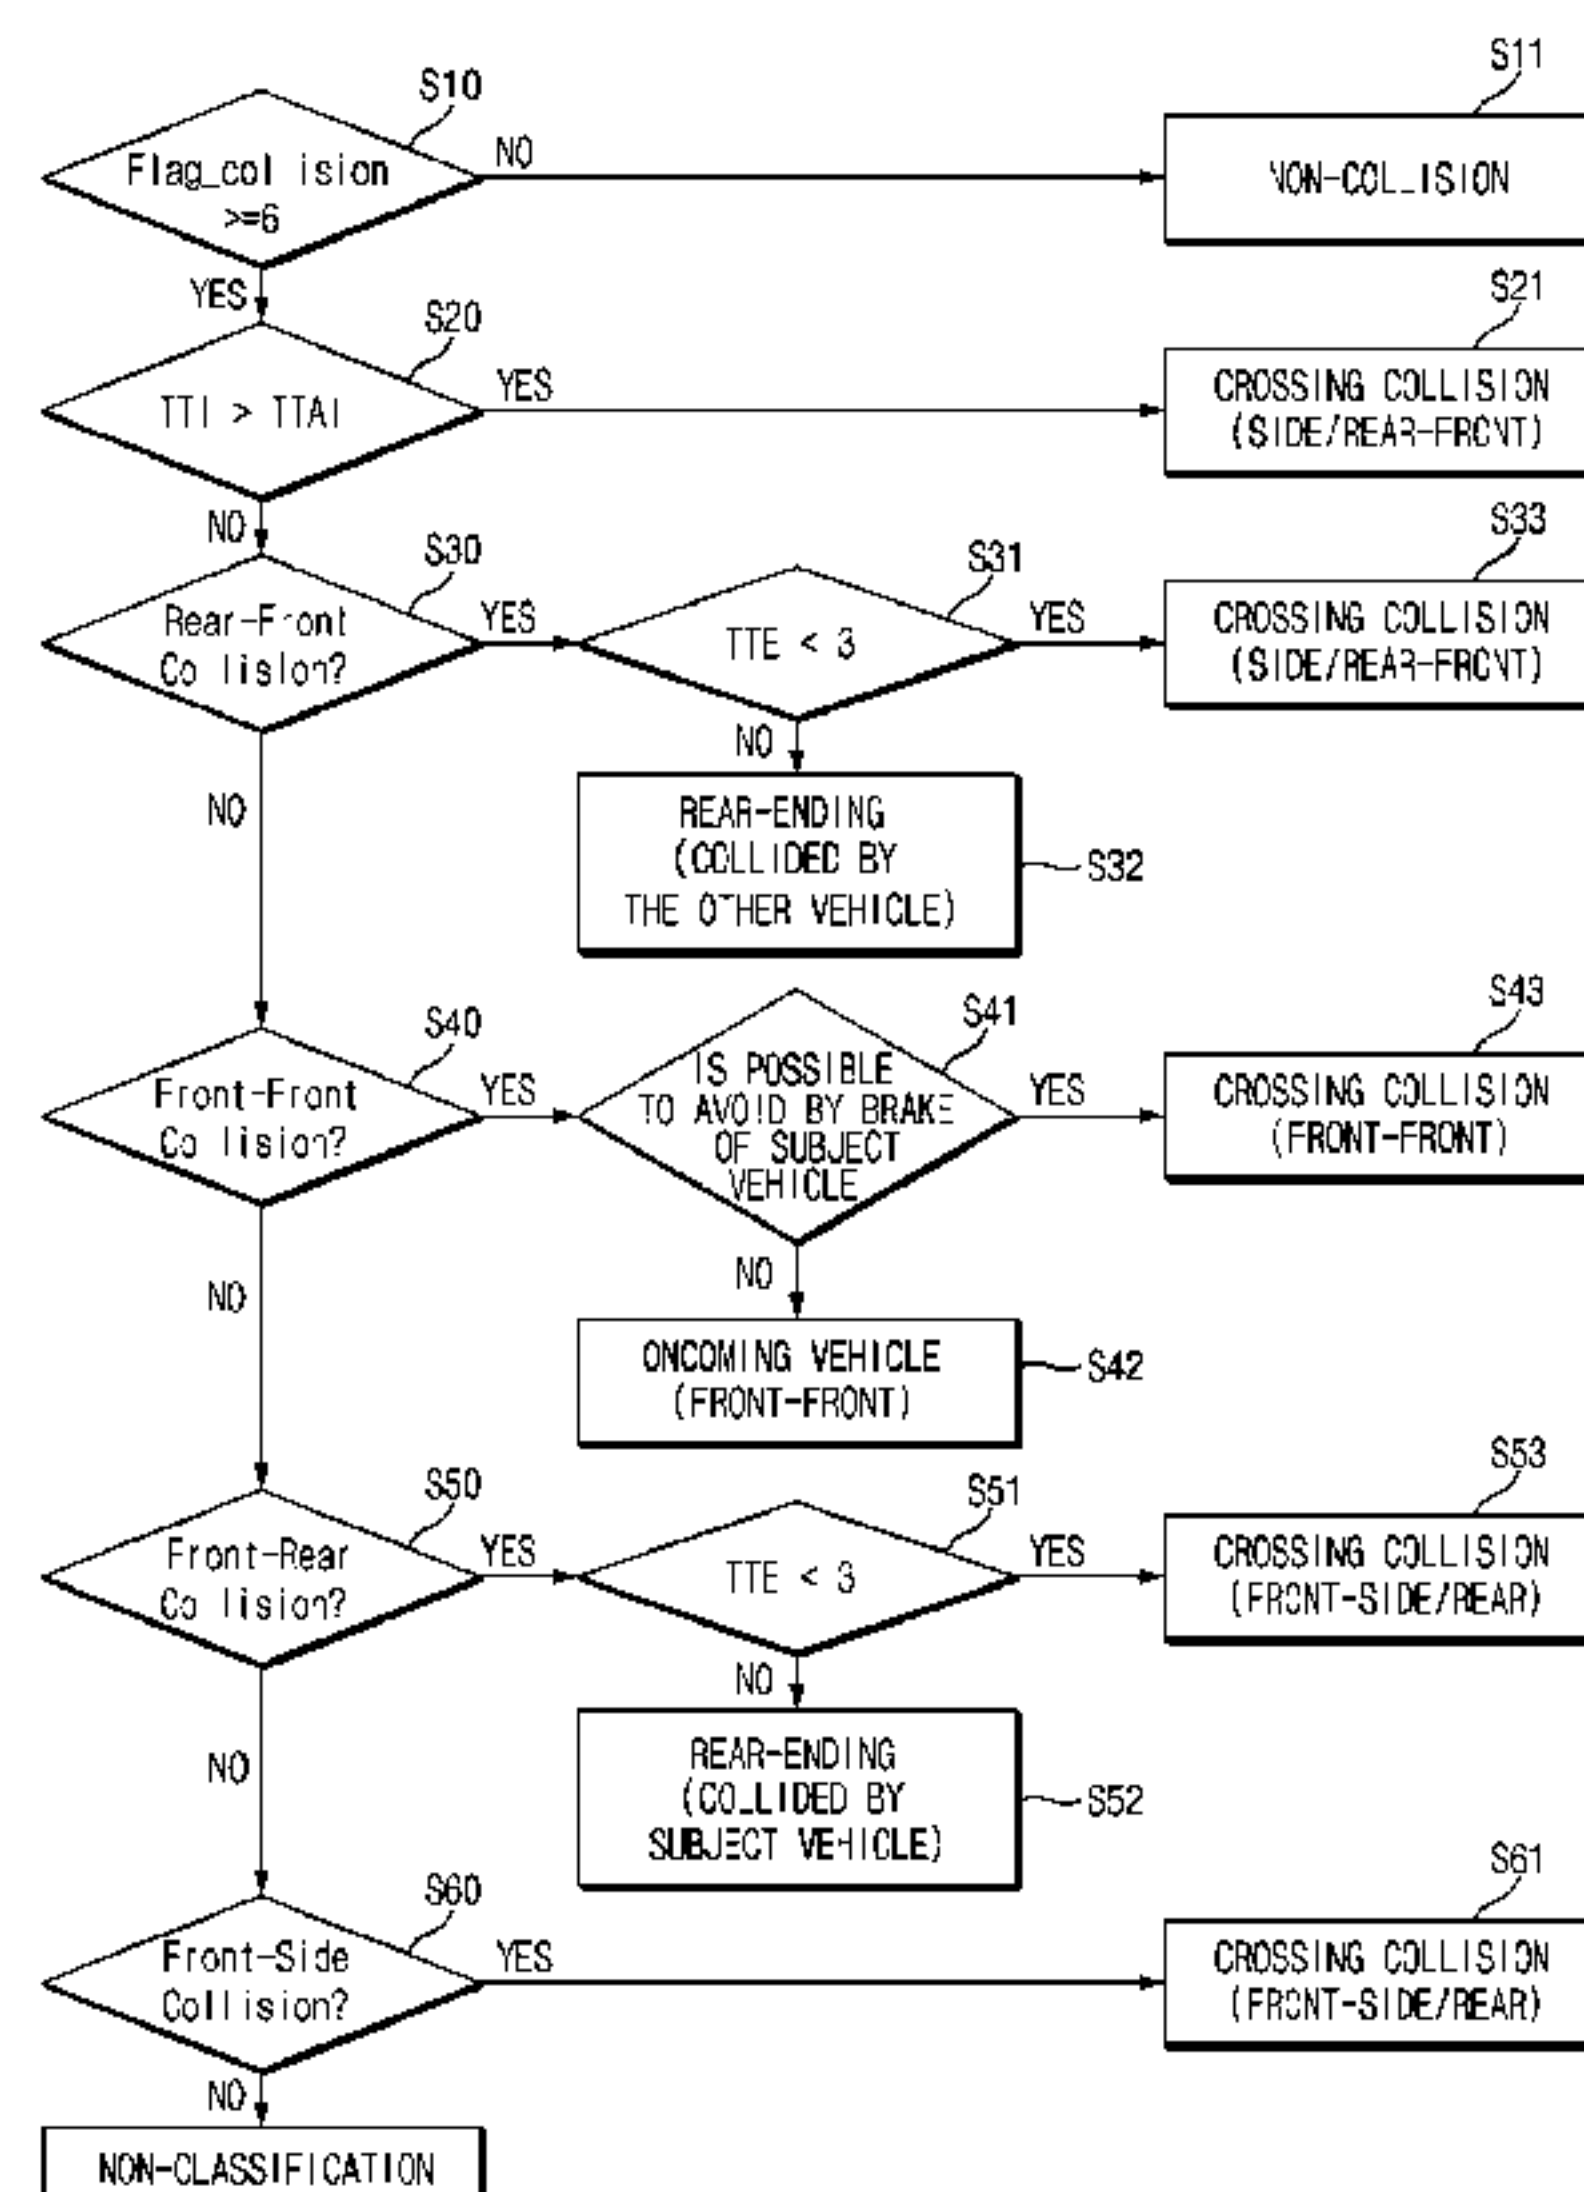 S10
Flag_collision
>=6
NO
S11
NON-COLLISION
YES
S20
TTI > TTAI
YES
S21
CROSSING COLLISION
(SIDE/REAR-FRONT)
NO
S30
Rear-Front
Collision?
YES
S31
TTE < 3
YES
S33
CROSSING COLLISION
(SIDE/REAR-FRONT)
NO
REAR-ENDING
(COLLIDED BY
THE OTHER VEHICLE)
S32
NO
S40
Front-Front
Collision?
YES
S41
IS POSSIBLE
TO AVOID BY BRAKE
OF SUBJECT
VEHICLE
YES
S43
CROSSING COLLISION
(FRONT-FRONT)
NO
ONCOMING VEHICLE
(FRONT-FRONT)
S42
NO
S50
Front-Rear
Collision?
YES
S51
TTE < 3
YES
S53
CROSSING COLLISION
(FRONT-SIDE/REAR)
NO
REAR-ENDING
(COLLIDED BY
SUBJECT VEHICLE)
S52
NO
S60
Front-Side
Collision?
YES
S61
CROSSING COLLISION
(FRONT-SIDE/REAR)
NO
NON-CLASSIFICATION